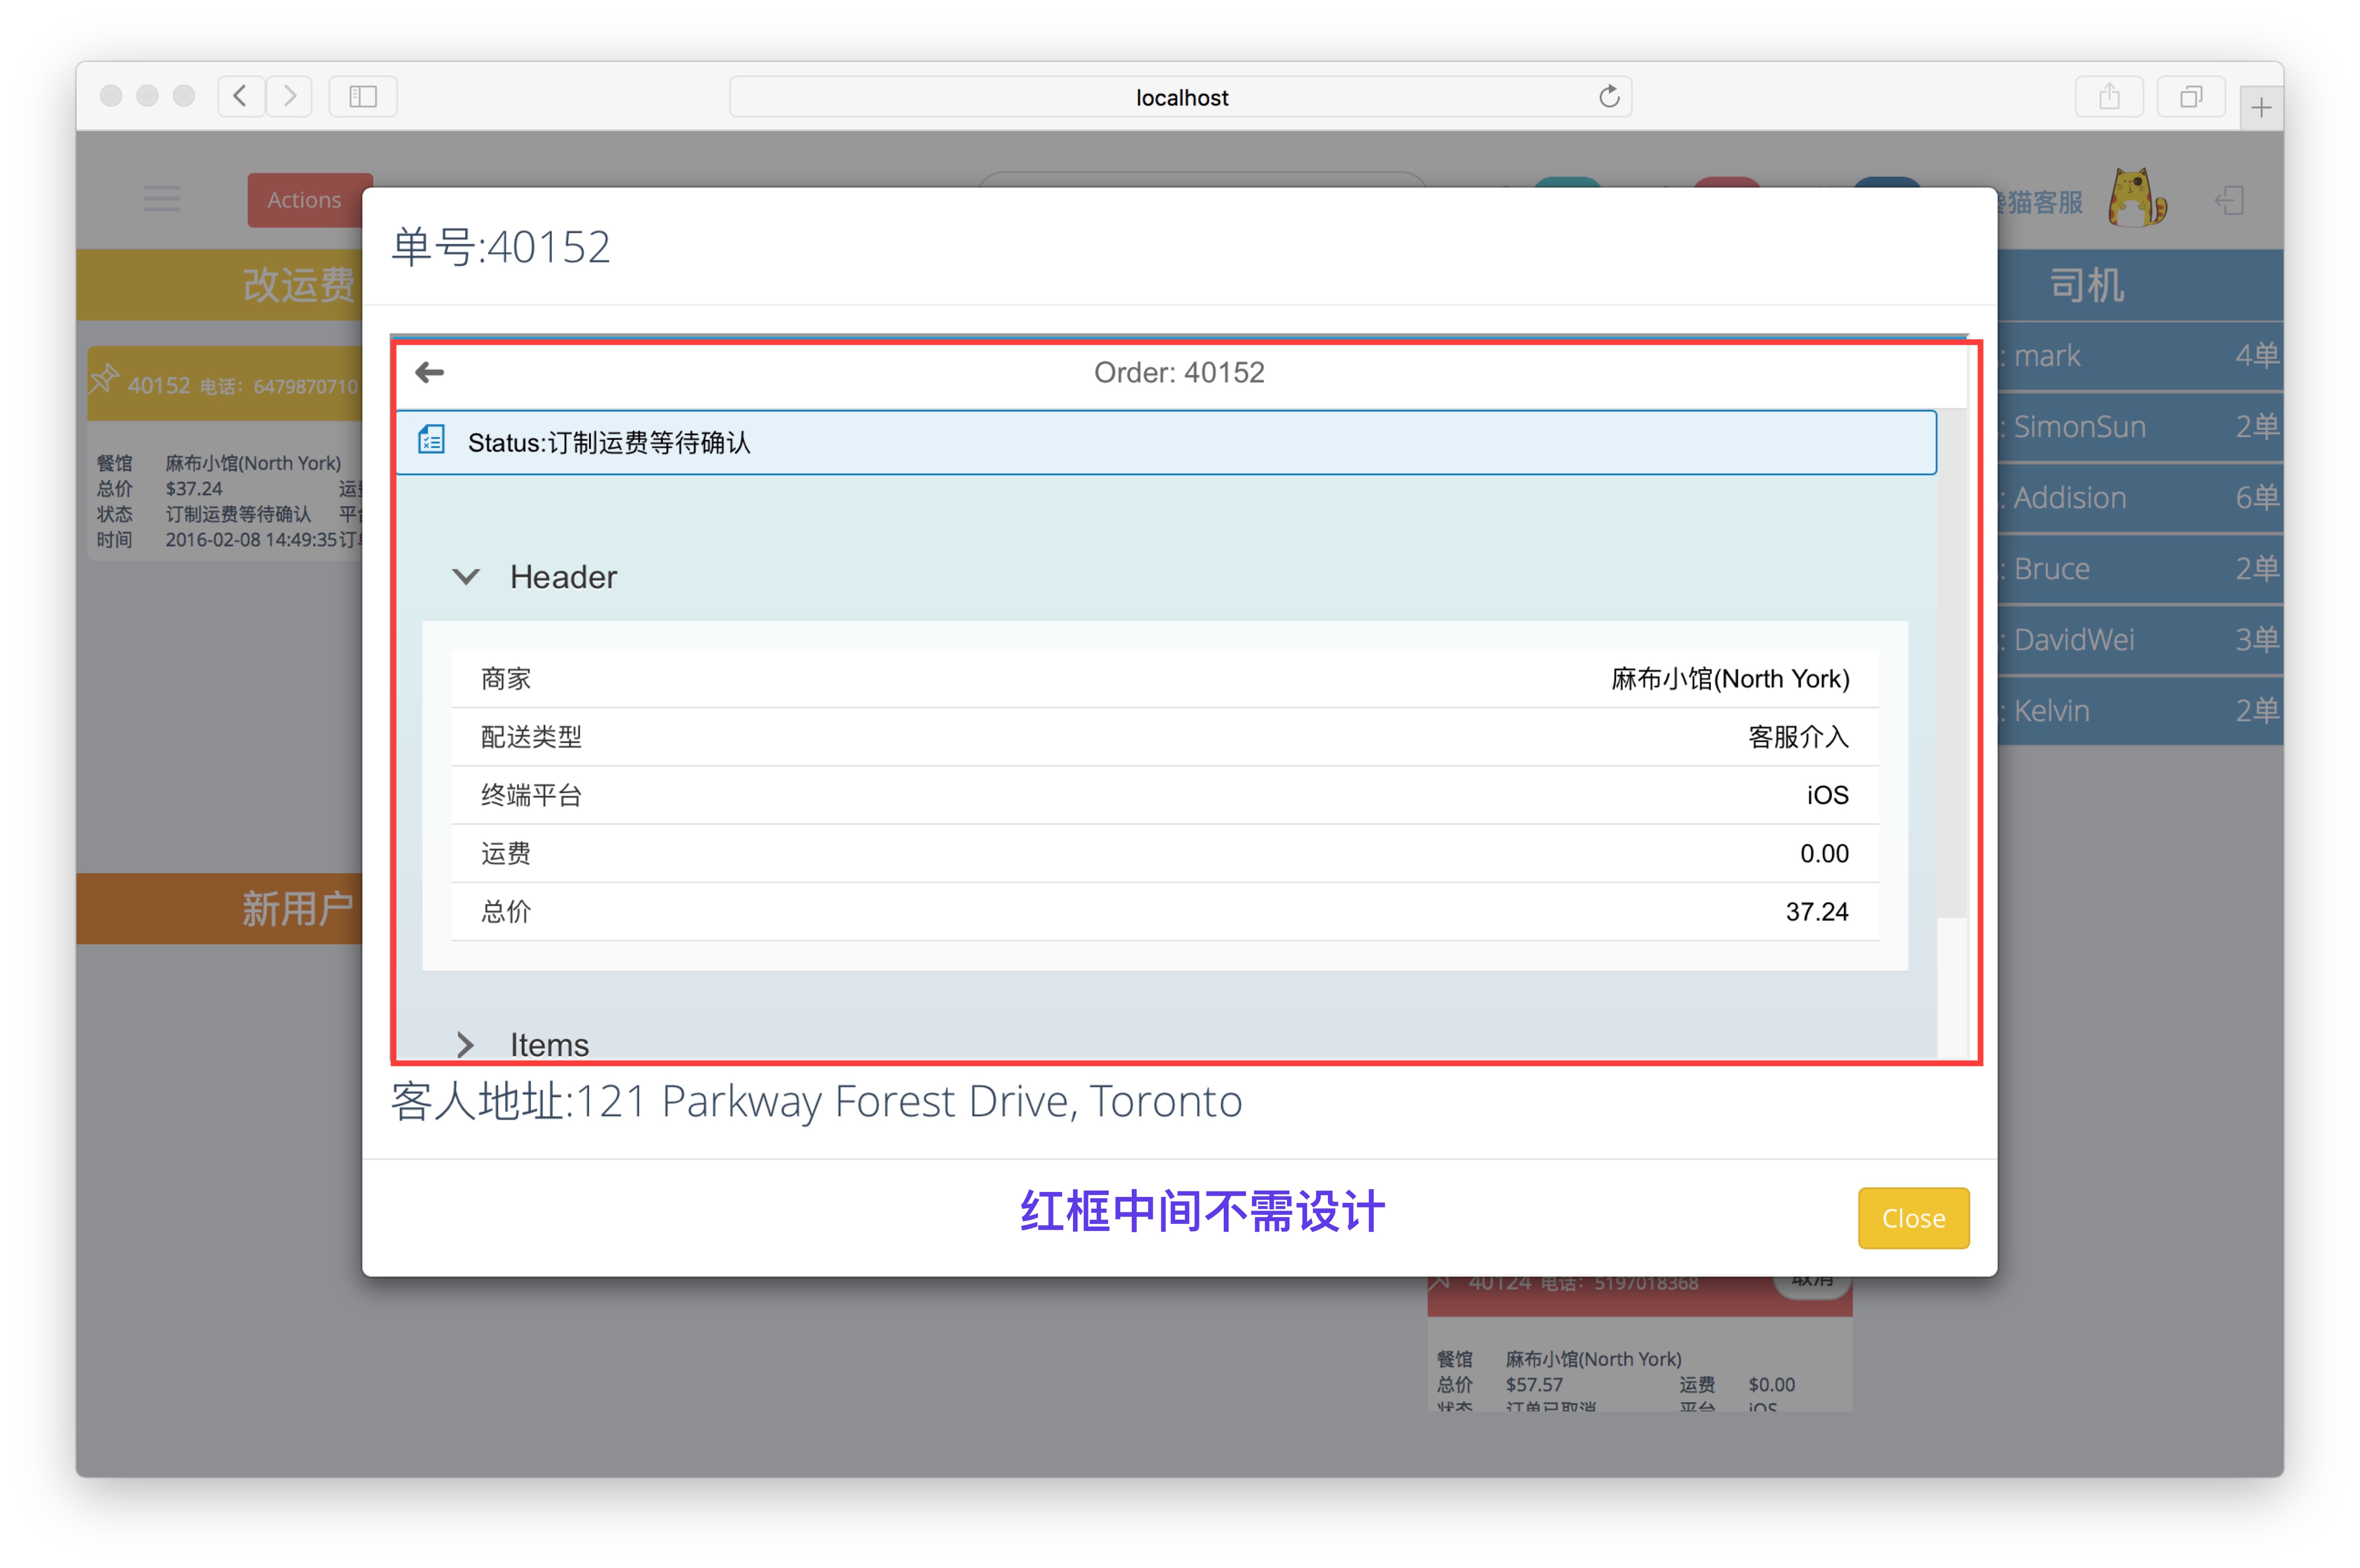 localhost
Actions
猫客服
改运费
司机
40152 电话: 6479870710
餐馆 麻布小馆(North York)
总价 $37.24
状态 订制运费等待确认
时间 2016-02-08 14:49:35
新用户
: mark 4单
: SimonSun 2单
: Addision 6单
: Bruce 2单
: DavidWei 3单
: Kelvin 2单
单号:40152
Order: 40152
Status:订制运费等待确认
Header
商家 麻布小馆(North York)
配送类型 客服介入
终端平台 iOS
运费 0.00
总价 37.24
Items
客人地址:121 Parkway Forest Drive, Toronto
红框中间不需设计
Close
40124 电话: 5197018368 取消
餐馆 麻布小馆(North York)
总价 $57.57 运费 $0.00
状态 订单已取消 平台 iOS